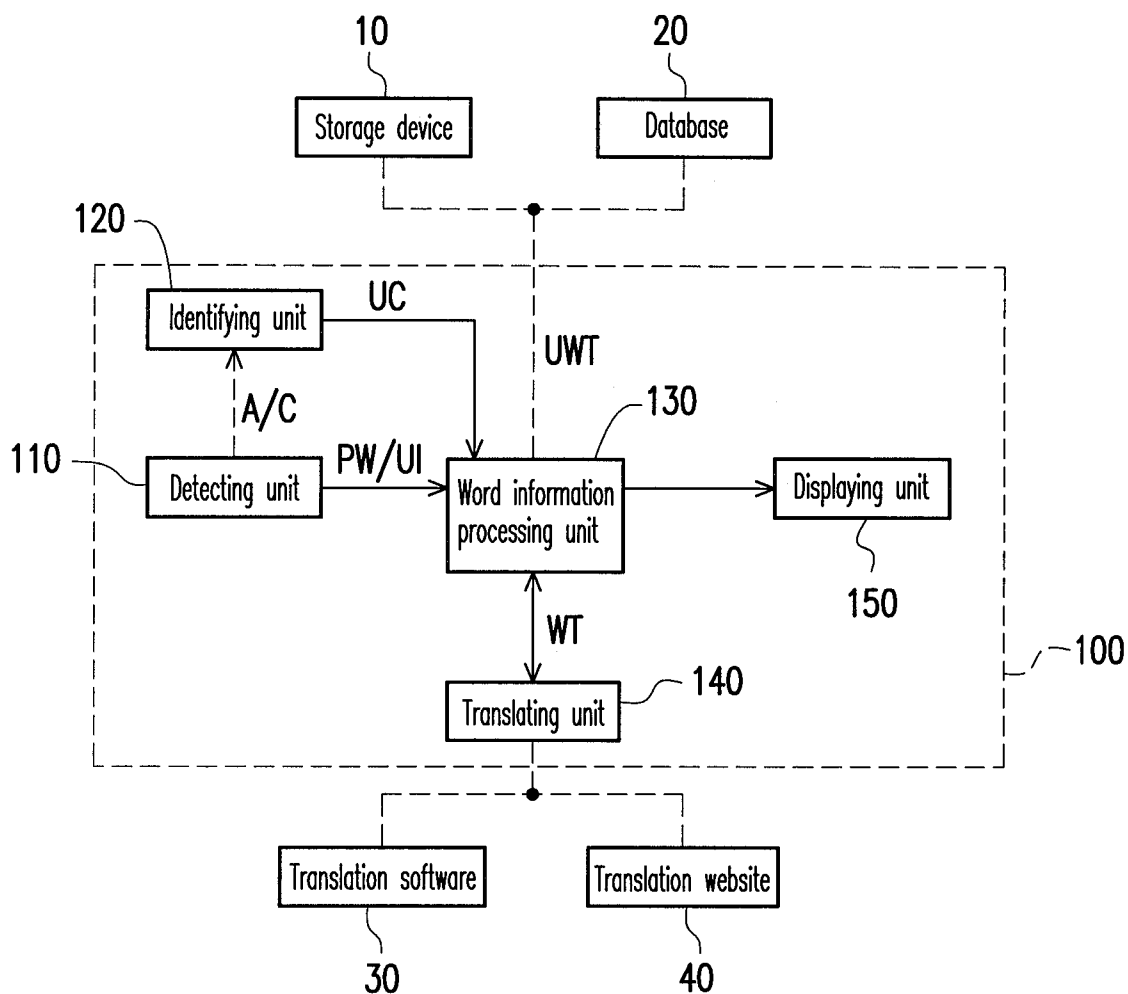 10
20
Storage device
Database
120
Identifying unit
UC
UWT
A/C
130
110
Detecting unit
PW/UI
Word information
processing unit
Displaying unit
150
WT
100
140
Translating unit
Translation software
Translation website
30
40